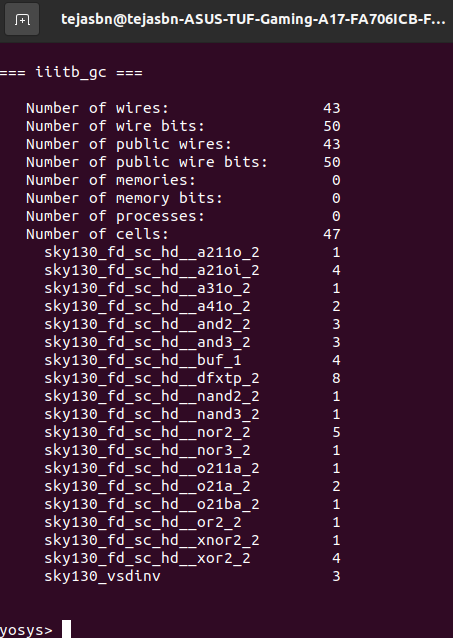 tejasbn@tejasbn-ASUS-TUF-Gaming-A17-FA706ICB-F...
=== iiitb_gc ===
Number of wires: 43
Number of wire bits: 50
Number of public wires: 43
Number of public wire bits: 50
Number of memories: 0
Number of memory bits: 0
Number of processes: 0
Number of cells: 47
sky130_fd_sc_hd__a211o_2 1
sky130_fd_sc_hd__a21oi_2 4
sky130_fd_sc_hd__a31o_2 1
sky130_fd_sc_hd__a41o_2 2
sky130_fd_sc_hd__and2_2 3
sky130_fd_sc_hd__and3_2 3
sky130_fd_sc_hd__buf_1 4
sky130_fd_sc_hd__dfxtp_2 8
sky130_fd_sc_hd__nand2_2 1
sky130_fd_sc_hd__nand3_2 1
sky130_fd_sc_hd__nor2_2 5
sky130_fd_sc_hd__nor3_2 1
sky130_fd_sc_hd__o211a_2 1
sky130_fd_sc_hd__o21a_2 2
sky130_fd_sc_hd__o21ba_2 1
sky130_fd_sc_hd__or2_2 1
sky130_fd_sc_hd__xnor2_2 1
sky130_fd_sc_hd__xor2_2 4
sky130_vsdinv 3
yosys>